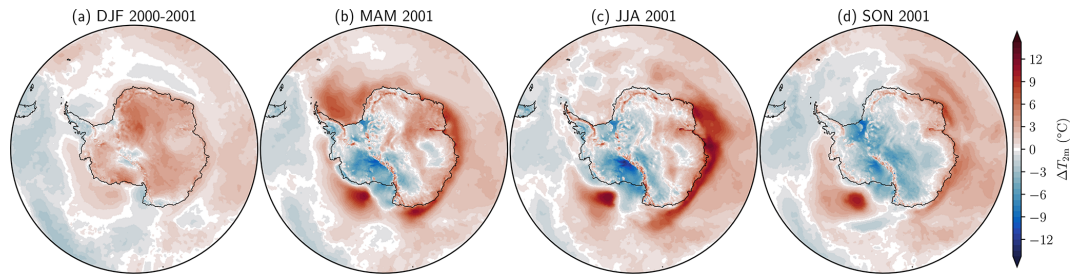 (a) DJF 2000-2001
(b) MAM 2001
(c) JJA 2001
(d) SON 2001
12
9
6
3
0
−3
−6
−9
−12
ΔT2m (°C)